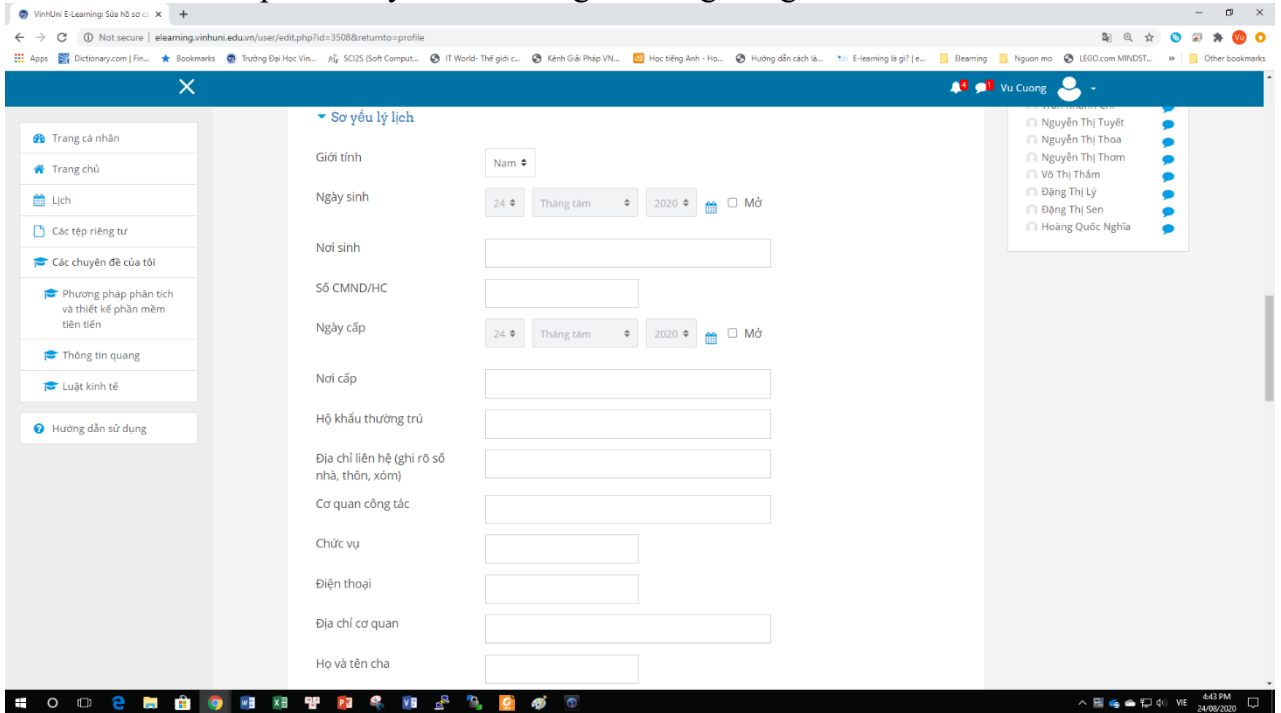 VinhUni E-Learning: Sửa hồ sơ cá
Not secure | elearning.vinhuni.edu.vn/user/edit.php?id=3508&returnto=profile
Vu
Apps Dictionary.com | Fin... Bookmarks Trường Đại Học Vin... SCI2S (Soft Comput... IT World- Thế giới c... Kênh Giải Pháp VN... Học tiếng Anh - Họ... Hướng dẫn cách là... E-learning là gì? | e... Elearning Nguon mo LEGO.com MINDST... » Other bookmarks
4 1 Vu Cuong
Trang cá nhân
Trang chủ
Lịch
Các tệp riêng tư
Các chuyên đề của tôi
Phương pháp phân tích
và thiết kế phần mềm
tiên tiến
Thông tin quang
Luật kinh tế
Hướng dẫn sử dụng
Sơ yếu lý lịch
Giới tính Nam
Ngày sinh 24 Tháng tám 2020 Mở
Nơi sinh
Số CMND/HC
Ngày cấp 24 Tháng tám 2020 Mở
Nơi cấp
Hộ khẩu thường trú
Địa chỉ liên hệ (ghi rõ số
nhà, thôn, xóm)
Cơ quan công tác
Chức vụ
Điện thoại
Địa chỉ cơ quan
Họ và tên cha
Nguyễn Thị Tuyết
Nguyễn Thị Thoa
Nguyễn Thị Thơm
Võ Thị Thắm
Đặng Thị Lý
Đặng Thị Sen
Hoàng Quốc Nghĩa
VIE
4:43 PM
24/08/2020